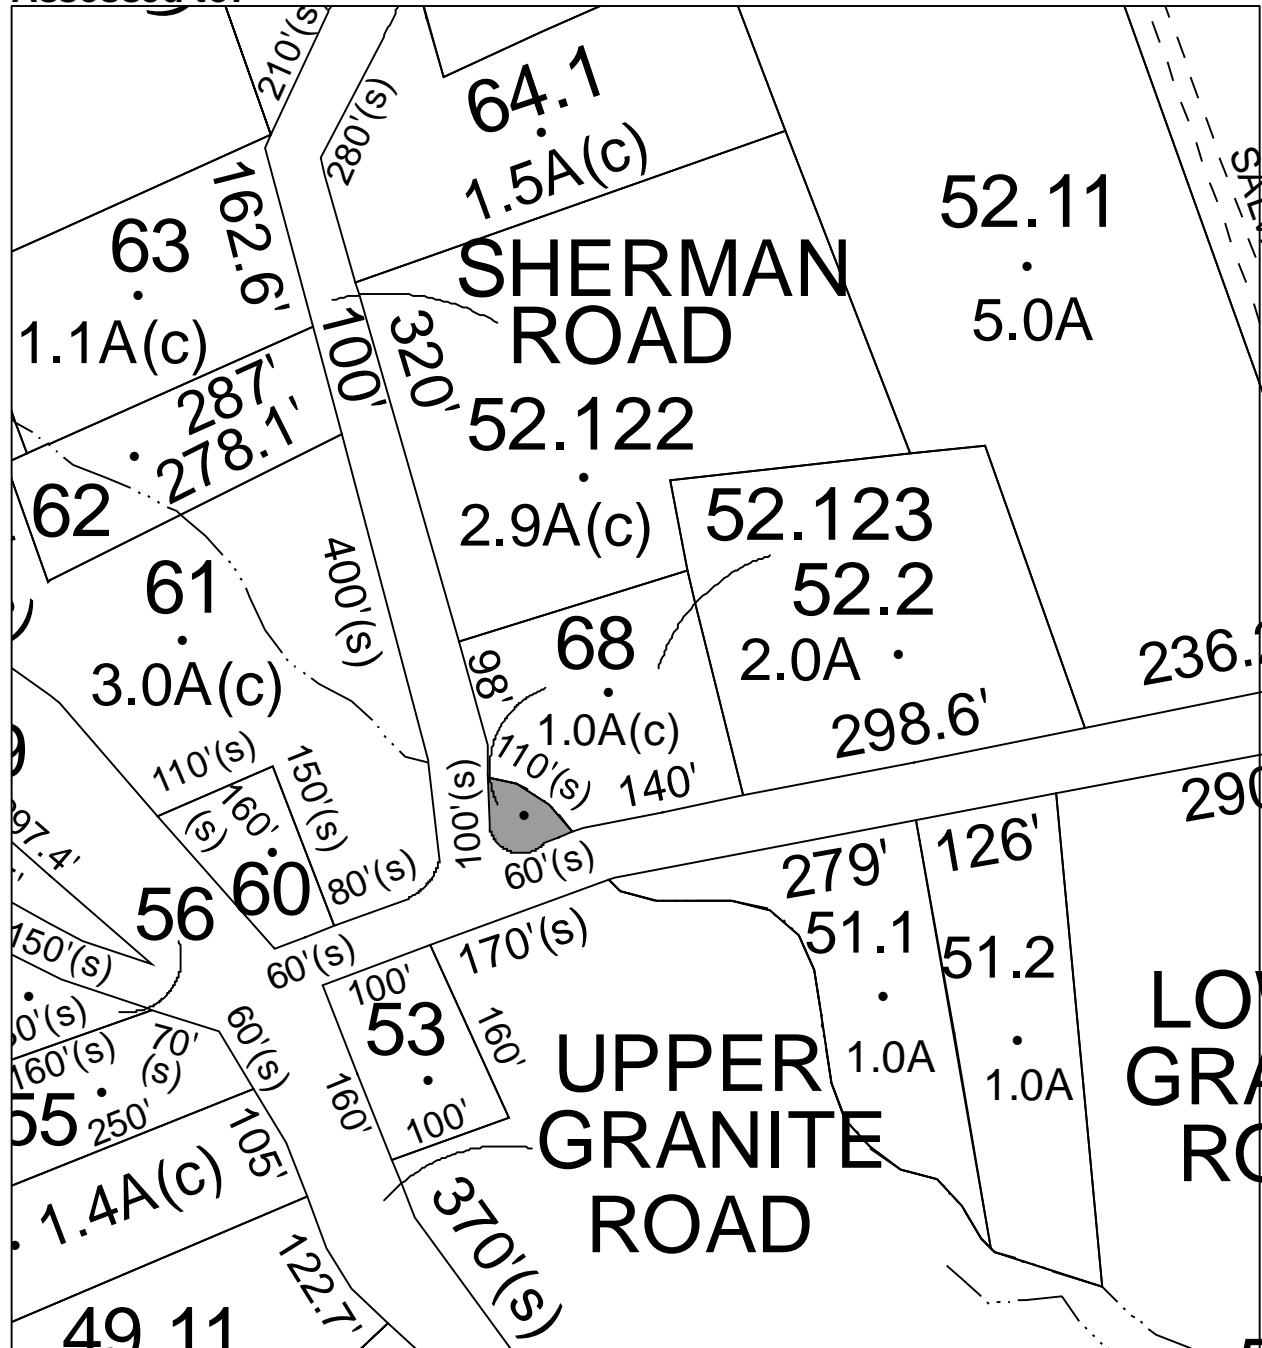 210'(s)
280'(s)
64.1
1.5A(c)
162.6'
63
1.1A(c)
52.11
5.0A
SHERMAN
ROAD
100'
320'
287'
278.1'
62
52.122
2.9A(c)
52.123
52.2
2.0A
298.6'
236.
61
3.0A(c)
400'(s)
68
98'
1.0A(c)
110'(s)
140'
100'(s)
60'(s)
110'(s)
150'(s)
160'
(s)
60
80'(s)
56
297.4'
150'(s)
60'(s)
170'(s)
279'
126'
290
51.1
1.0A
51.2
1.0A
100'
53
160'
160'
100'
60'(s)
70'
(s)
0'(s)
160'(s)
55
250'
105'
1.4A(c)
UPPER
GRANITE
ROAD
370'(s)
122.7'
49.11